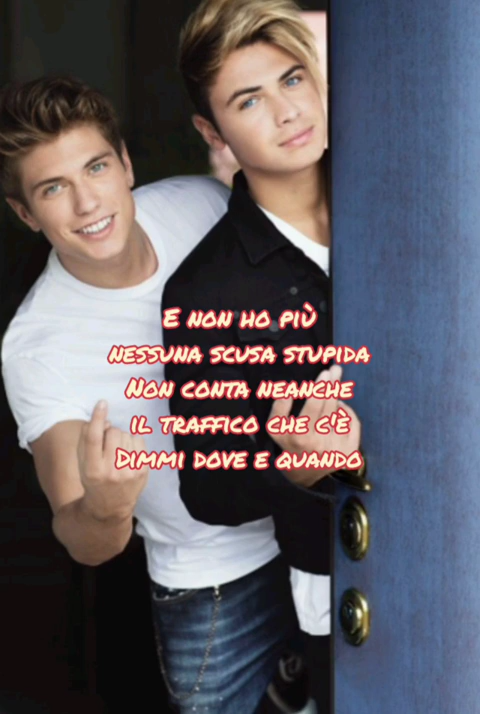 E non ho più
nessuna scusa stupida
Non conta neanche
il traffico che c'è
Dimmi dove e quando